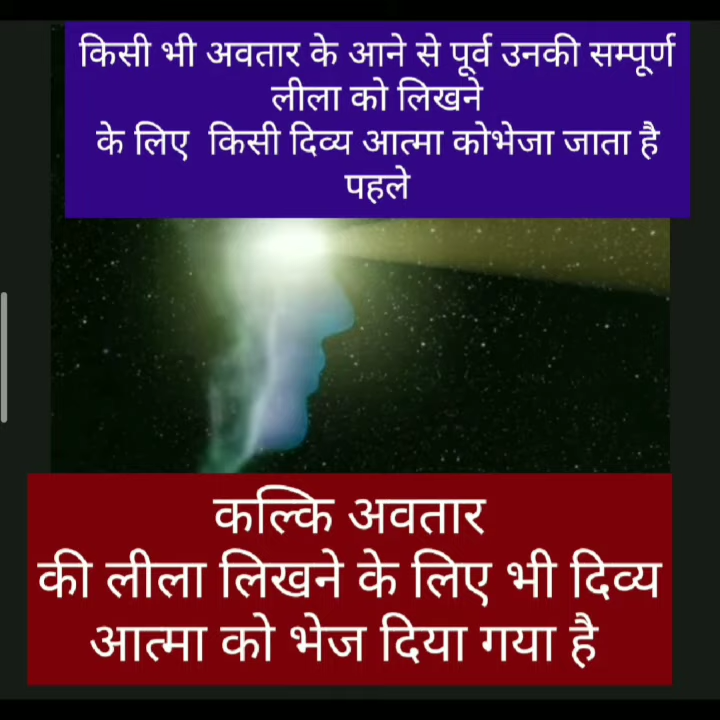 किसी भी अवतार के आने से पूर्व उनकी सम्पूर्ण
लीला को लिखने
के लिए किसी दिव्य आत्मा कोभेजा जाता है
पहले
कल्कि अवतार
की लीला लिखने के लिए भी दिव्य
आत्मा को भेज दिया गया है